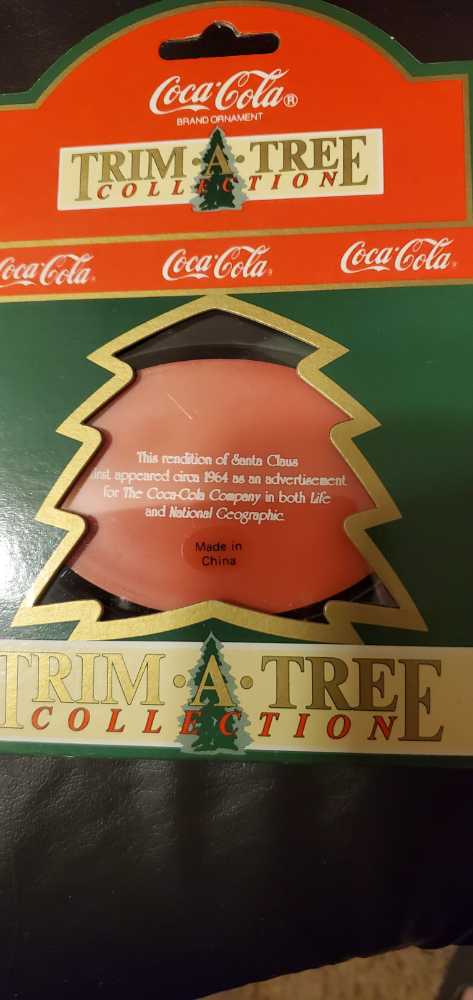 Coca-Cola®
BRAND ORNAMENT
TRIM·A·TREE
COLLECTION
Coca-Cola® Coca-Cola® Coca-Cola®
This rendition of Santa Claus
first appeared circa 1964 as an advertisement
for The Coca-Cola Company in both Life
and National Geographic.
Made in
China
TRIM·A·TREE
COLLECTION